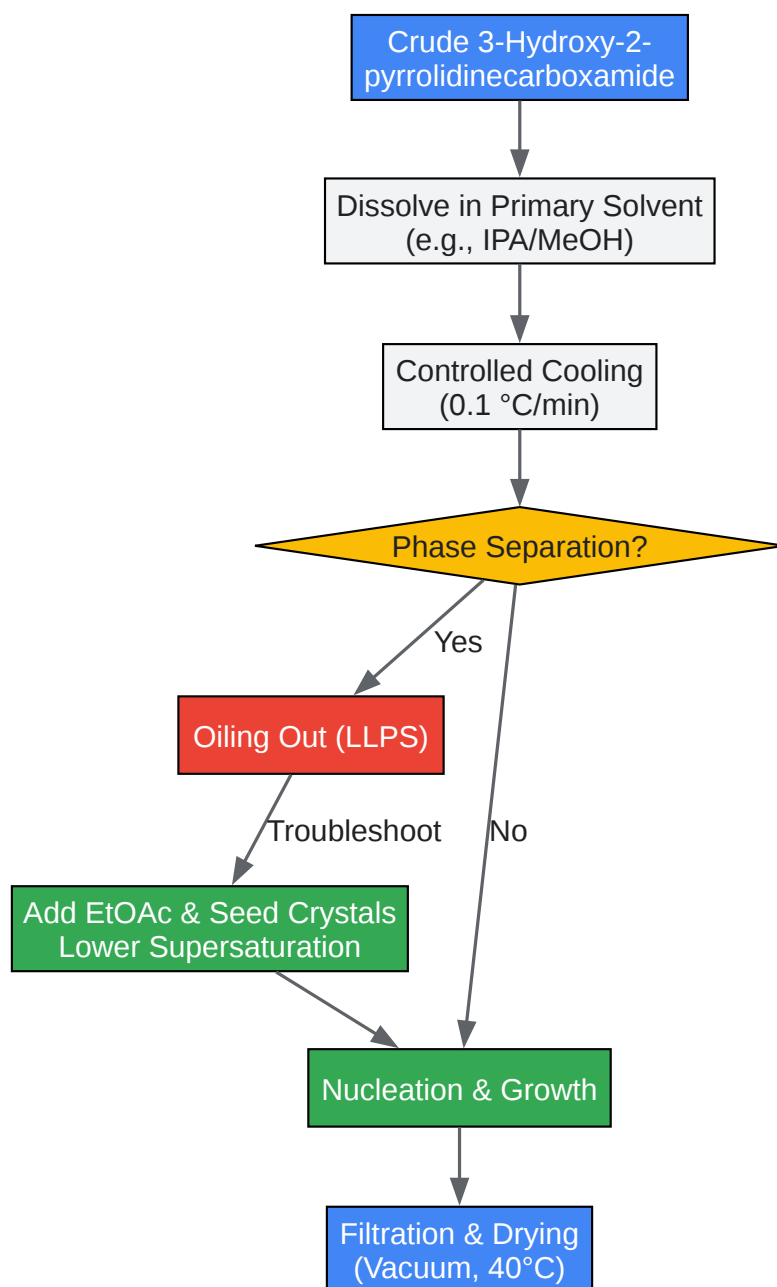 Crude 3-Hydroxy-2-
pyrrolidinecarboxamide
Dissolve in Primary Solvent
(e.g., IPA/MeOH)
Controlled Cooling
(0.1 °C/min)
Phase Separation?
Yes
Oiling Out (LLPS)
Troubleshoot
No
Add EtOAc & Seed Crystals
Lower Supersaturation
Nucleation & Growth
Filtration & Drying
(Vacuum, 40°C)